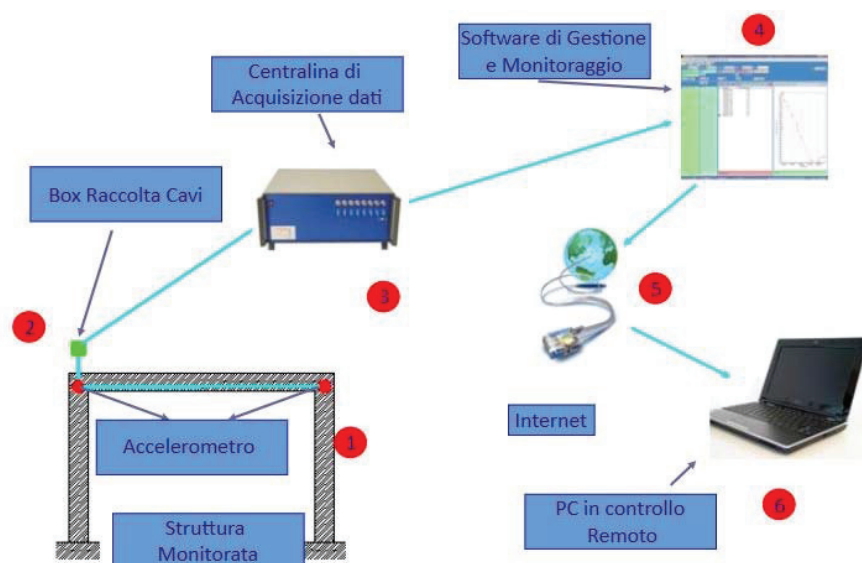 4
Software di Gestione
e Monitoraggio
Centralina di
Acquisizione dati
Box Raccolta Cavi
3
5
2
Internet
Accelerometro
1
PC in controllo
Remoto
6
Struttura
Monitorata